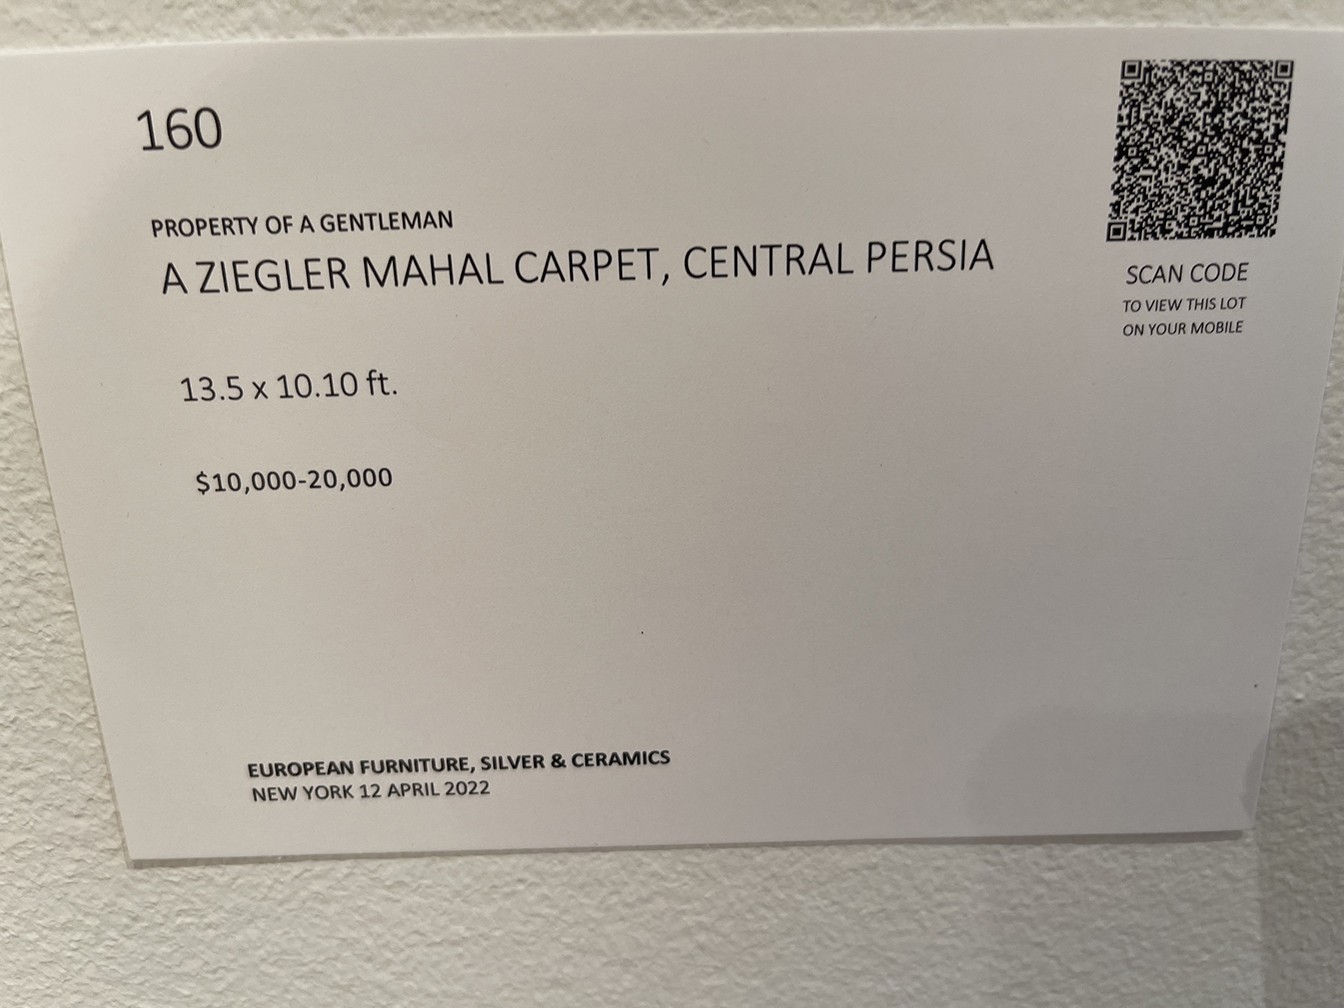 160
PROPERTY OF A GENTLEMAN
A ZIEGLER MAHAL CARPET, CENTRAL PERSIA
13.5 x 10.10 ft.
$10,000-20,000
SCAN CODE
TO VIEW THIS LOT
ON YOUR MOBILE
EUROPEAN FURNITURE, SILVER & CERAMICS
NEW YORK 12 APRIL 2022